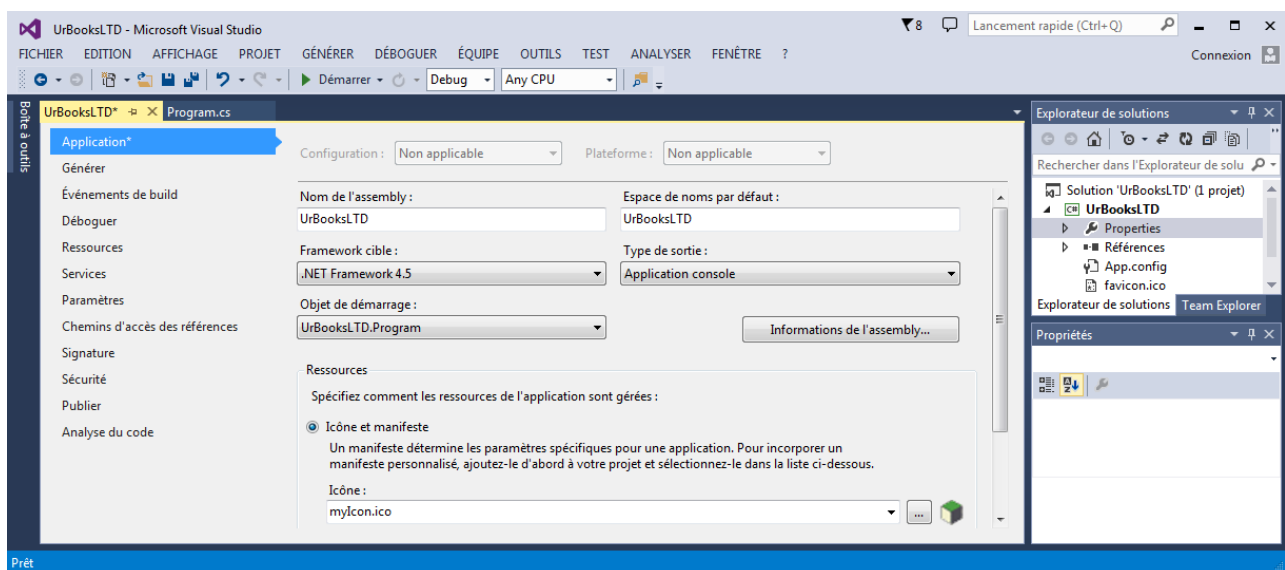 UrBooksLTD - Microsoft Visual Studio
8
Lancement rapide (Ctrl+Q)
FICHIER EDITION AFFICHAGE PROJET GÉNÉRER DÉBOGUER ÉQUIPE OUTILS TEST ANALYSER FENÊTRE ?
Connexion
Démarrer Debug Any CPU
Boîte à outils
UrBooksLTD* Program.cs
Application*
Générer
Événements de build
Déboguer
Ressources
Services
Paramètres
Chemins d'accès des références
Signature
Sécurité
Publier
Analyse du code
Configuration : Non applicable Plateforme : Non applicable
Nom de l'assembly : Espace de noms par défaut :
UrBooksLTD UrBooksLTD
Framework cible : Type de sortie :
.NET Framework 4.5 Application console
Objet de démarrage :
UrBooksLTD.Program Informations de l'assembly...
Ressources
Spécifiez comment les ressources de l'application sont gérées :
Icône et manifeste
Un manifeste détermine les paramètres spécifiques pour une application. Pour incorporer un
manifeste personnalisé, ajoutez-le d'abord à votre projet et sélectionnez-le dans la liste ci-dessous.
Icône :
myIcon.ico ...
Explorateur de solutions
Rechercher dans l'Explorateur de solu
Solution 'UrBooksLTD' (1 projet)
C# UrBooksLTD
Properties
Références
App.config
favicon.ico
Explorateur de solutions Team Explorer
Propriétés
Prêt